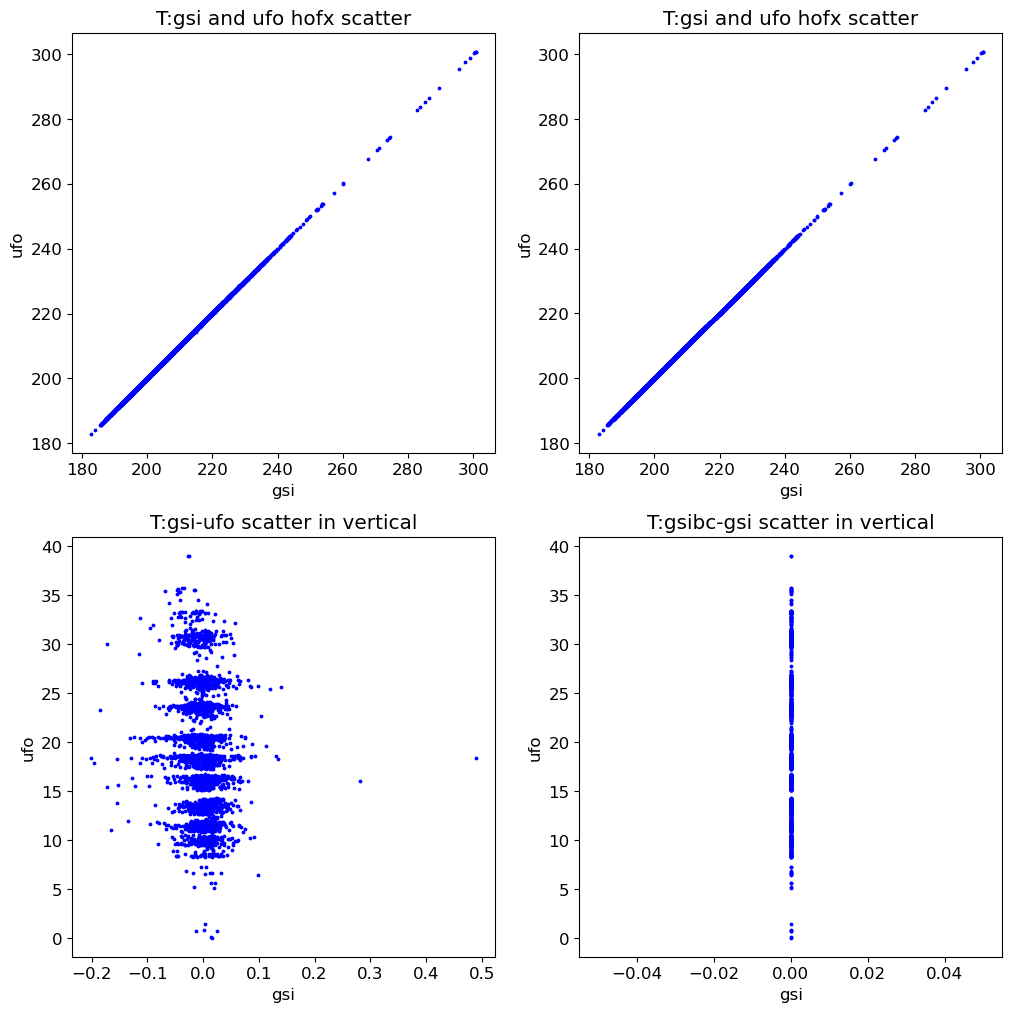 T:gsi and ufo hofx scatter
300
280
260
240
220
200
180
ufo
180 200 220 240 260 280 300
gsi
T:gsi and ufo hofx scatter
300
280
260
240
220
200
180
ufo
180 200 220 240 260 280 300
gsi
T:gsi-ufo scatter in vertical
40
35
30
25
20
15
10
5
0
ufo
−0.2 −0.1 0.0 0.1 0.2 0.3 0.4 0.5
gsi
T:gsibc-gsi scatter in vertical
40
35
30
25
20
15
10
5
0
ufo
−0.04 −0.02 0.00 0.02 0.04
gsi